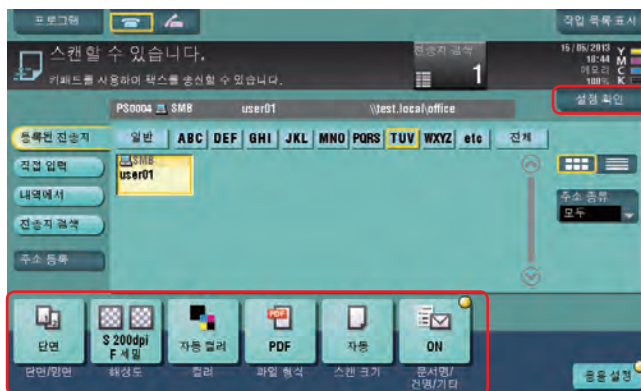 프로그램
작업 목록 표시
스캔할 수 있습니다.
키패드를 사용하여 팩스를 송신할 수 있습니다.
전송지 검색
1
15/05/2013
18:44
메모리
100%
Y
M
C
K
설정 확인
PS0004 SMB user01 \\test.local\office
등록된 전송지
일반 ABC DEF GHI JKL MNO PQRS TUV WXYZ etc 전체
직접 입력
내역에서
전송지 검색
주소 등록
SMB
user01
주소 종류
모두
단면
S 200dpi
F 세밀
자동 컬러
PDF
PDF
자동
ON
단면/양면
해상도
컬러
파일 형식
스캔 크기
문서명/
건명/기타
응용 설정